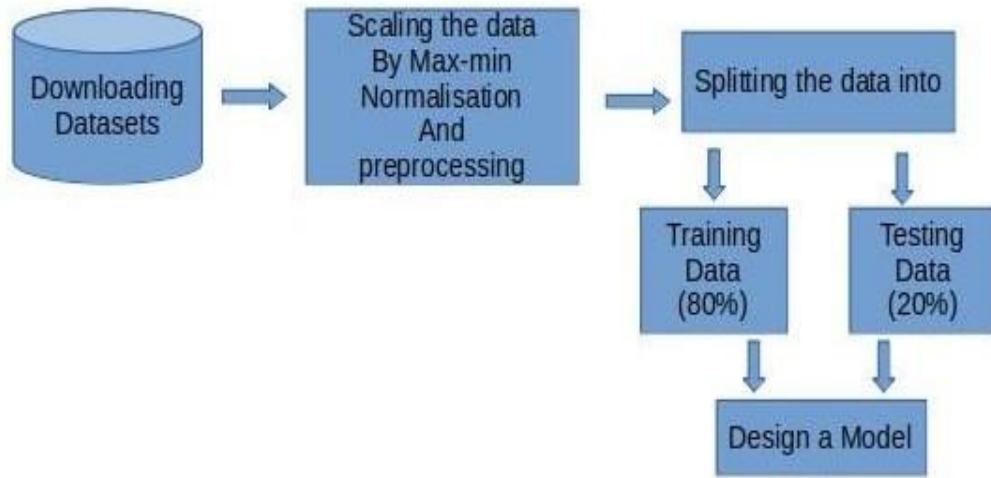 Downloading
Datasets
Scaling the data
By Max-min
Normalisation
And
preprocessing
Splitting the data into
Training
Data
(80%)
Testing
Data
(20%)
Design a Model